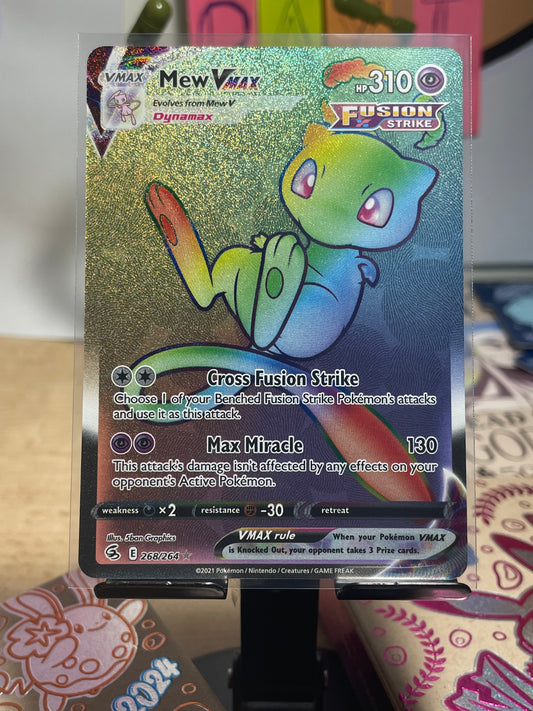 VMAX
Mew VMAX
HP 310
Evolves from Mew V
Dynamax
FUSION
STRIKE
Cross Fusion Strike
Choose 1 of your Benched Fusion Strike Pokémon's attacks
and use it as this attack.
Max Miracle 130
This attack's damage isn't affected by any effects on your
opponent's Active Pokémon.
weakness ×2 resistance -30 retreat
VMAX rule When your Pokémon VMAX
is Knocked Out, your opponent takes 3 Prize cards.
Illus. 5ban Graphics
E 268/264
©2021 Pokémon / Nintendo / Creatures / GAME FREAK
2024